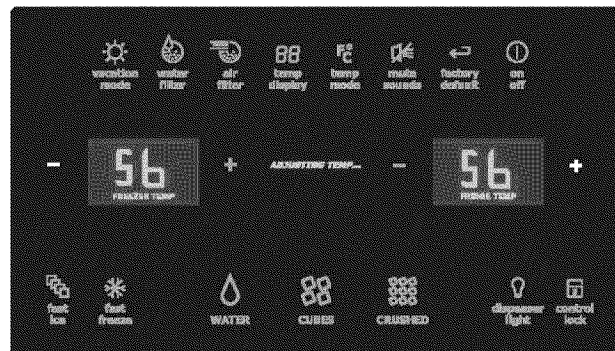 vacation mode
water filter
air filter
temp display
temp mode
mute sounds
factory default
on off
- 56 + ADJUSTING TEMP... - 56 +
FREEZER TEMP
FRIDGE TEMP
fast ice
fast freeze
WATER
CUBES
CRUSHED
dispenser light
control lock